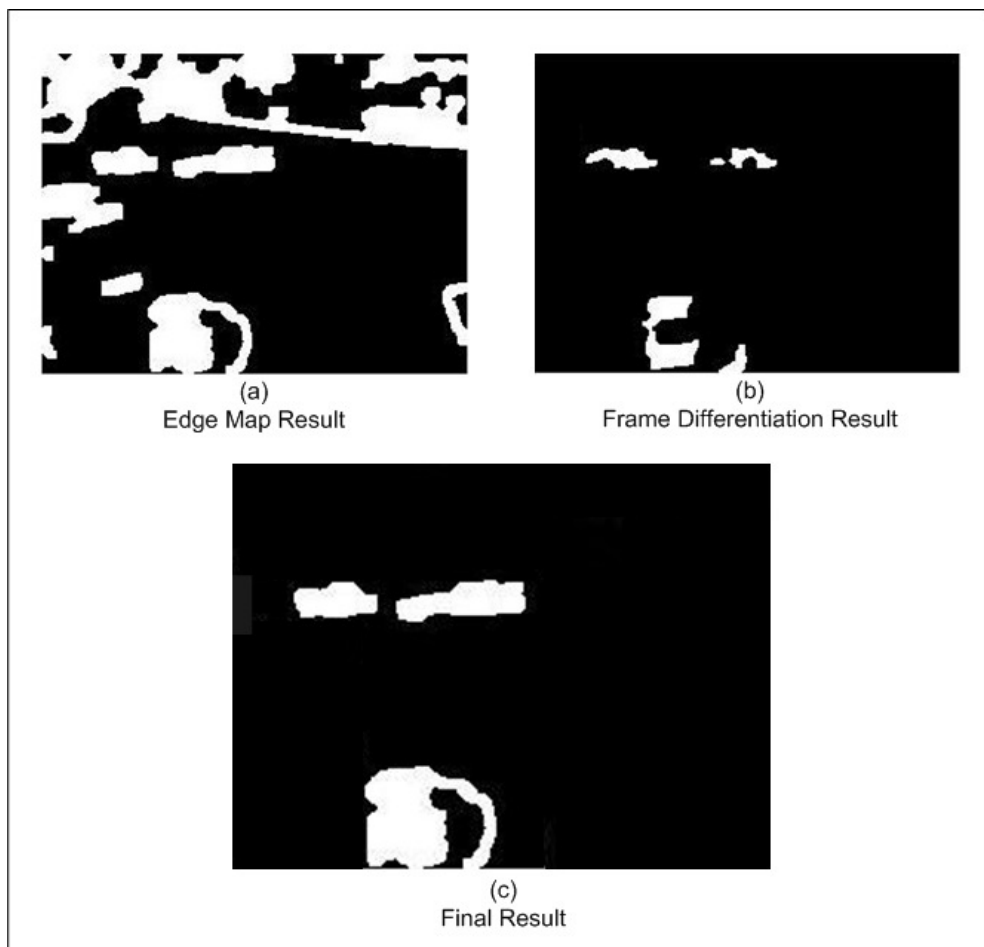 (a)
Edge Map Result
(b)
Frame Differentiation Result
(c)
Final Result